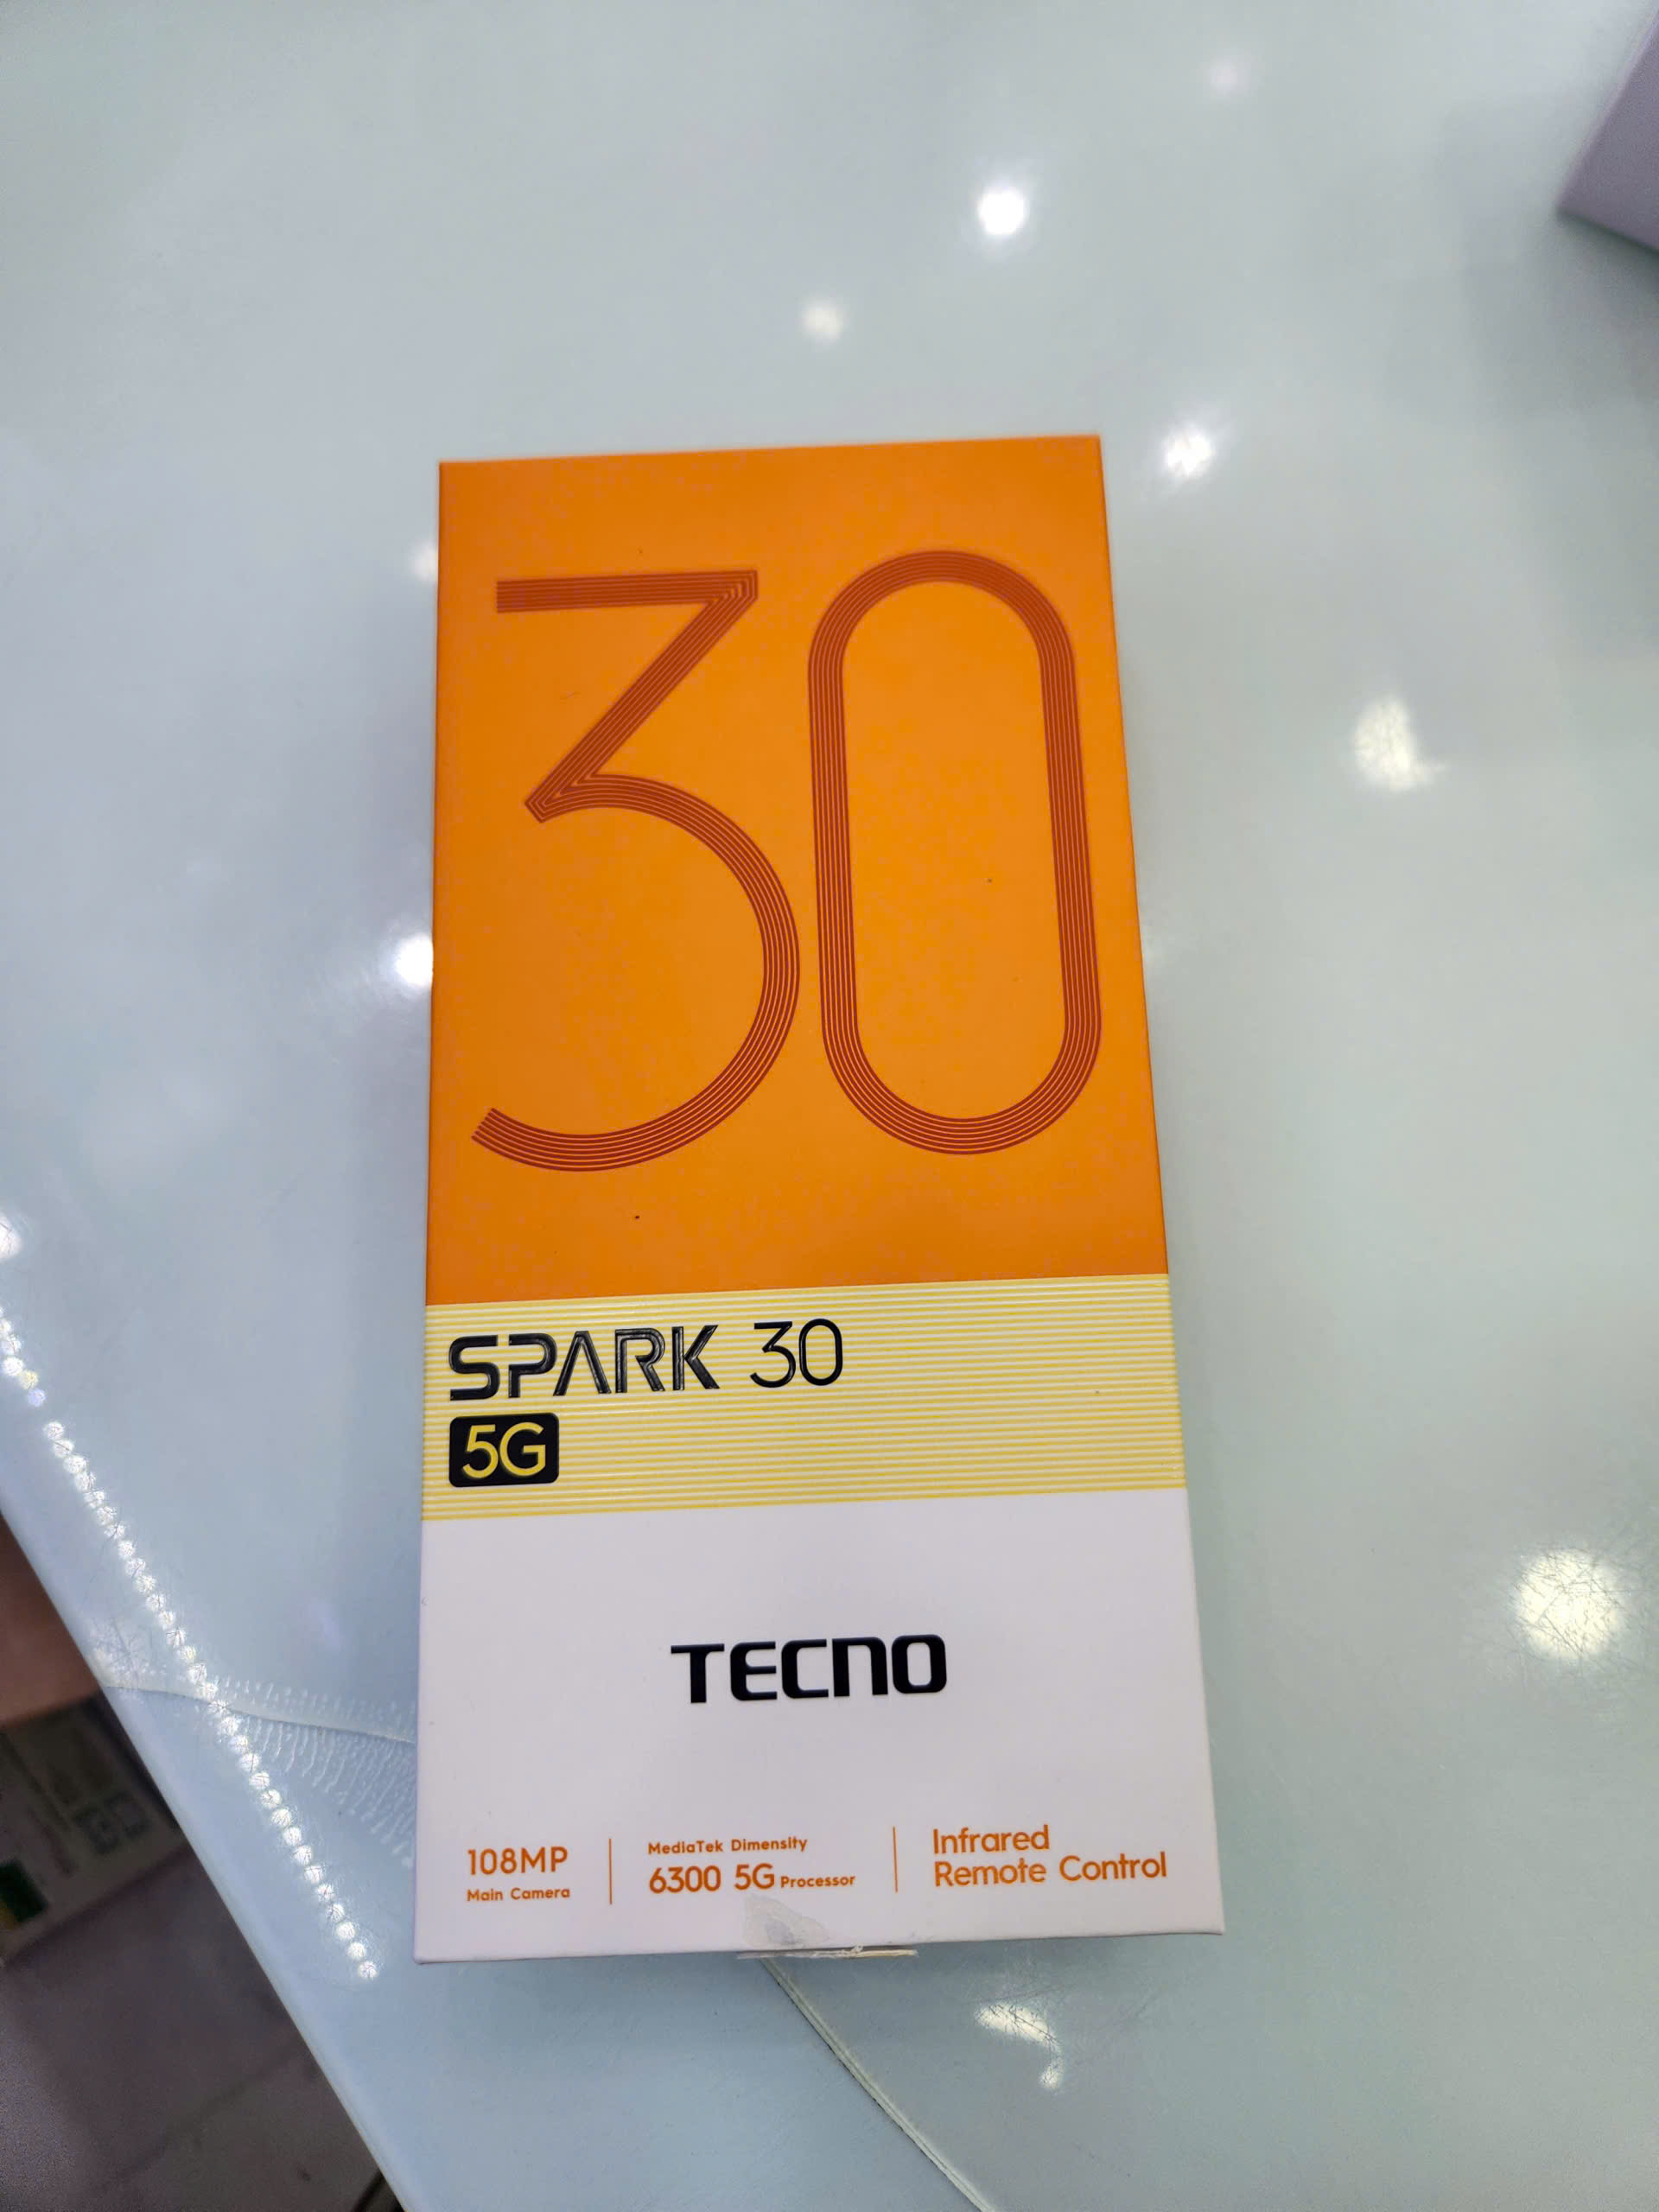 30
SPARK 30
5G
TECNO
108MP
Main Camera
MediaTek Dimensity
6300 5G Processor
Infrared
Remote Control